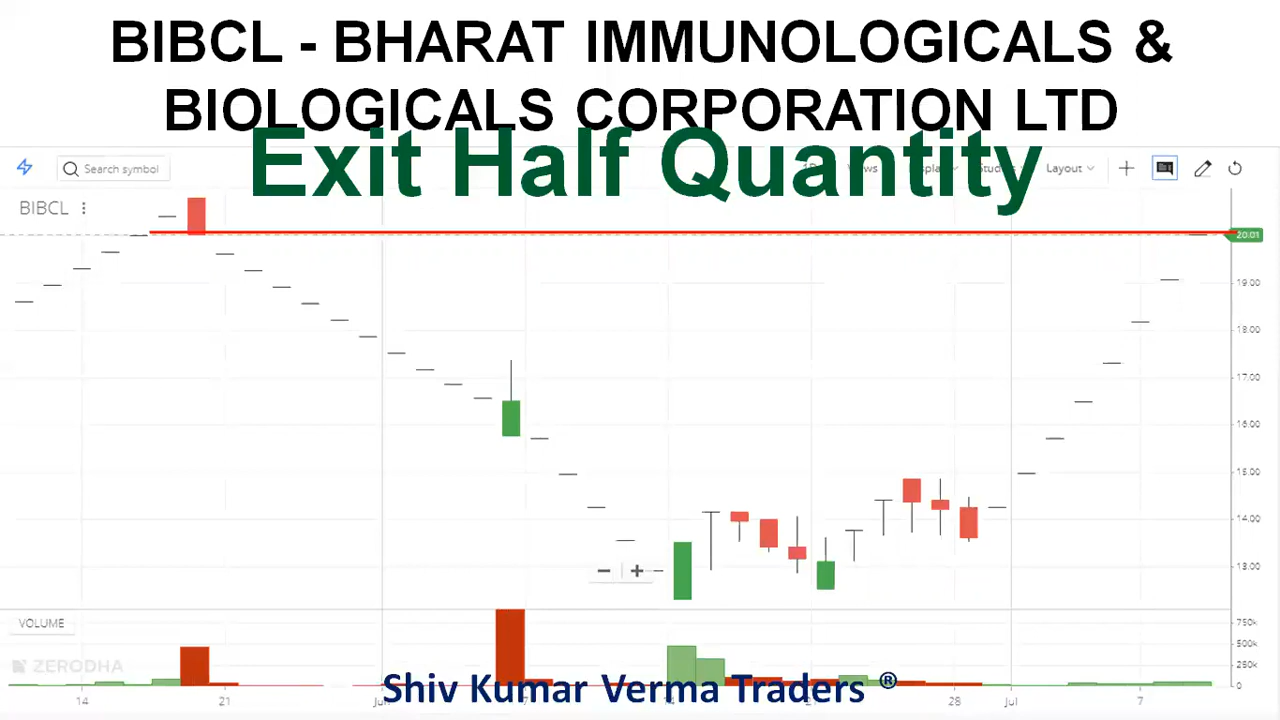 BIBCL - BHARAT IMMUNOLOGICALS &
BIOLOGICALS CORPORATION LTD
Exit Half Quantity
Search symbol
Layout
BIBCL
20.01
19.00
18.00
17.00
16.00
15.00
14.00
13.00
VOLUME
750k
500k
250k
0
ZERODHA
Shiv Kumar Verma Traders ®
14 21 28 Jul 7